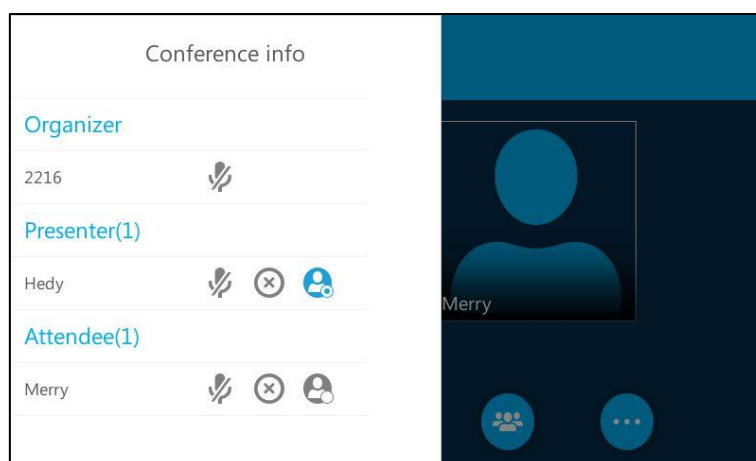 Conference info
Organizer
2216
Presenter(1)
Hedy
Attendee(1)
Merry
Merry